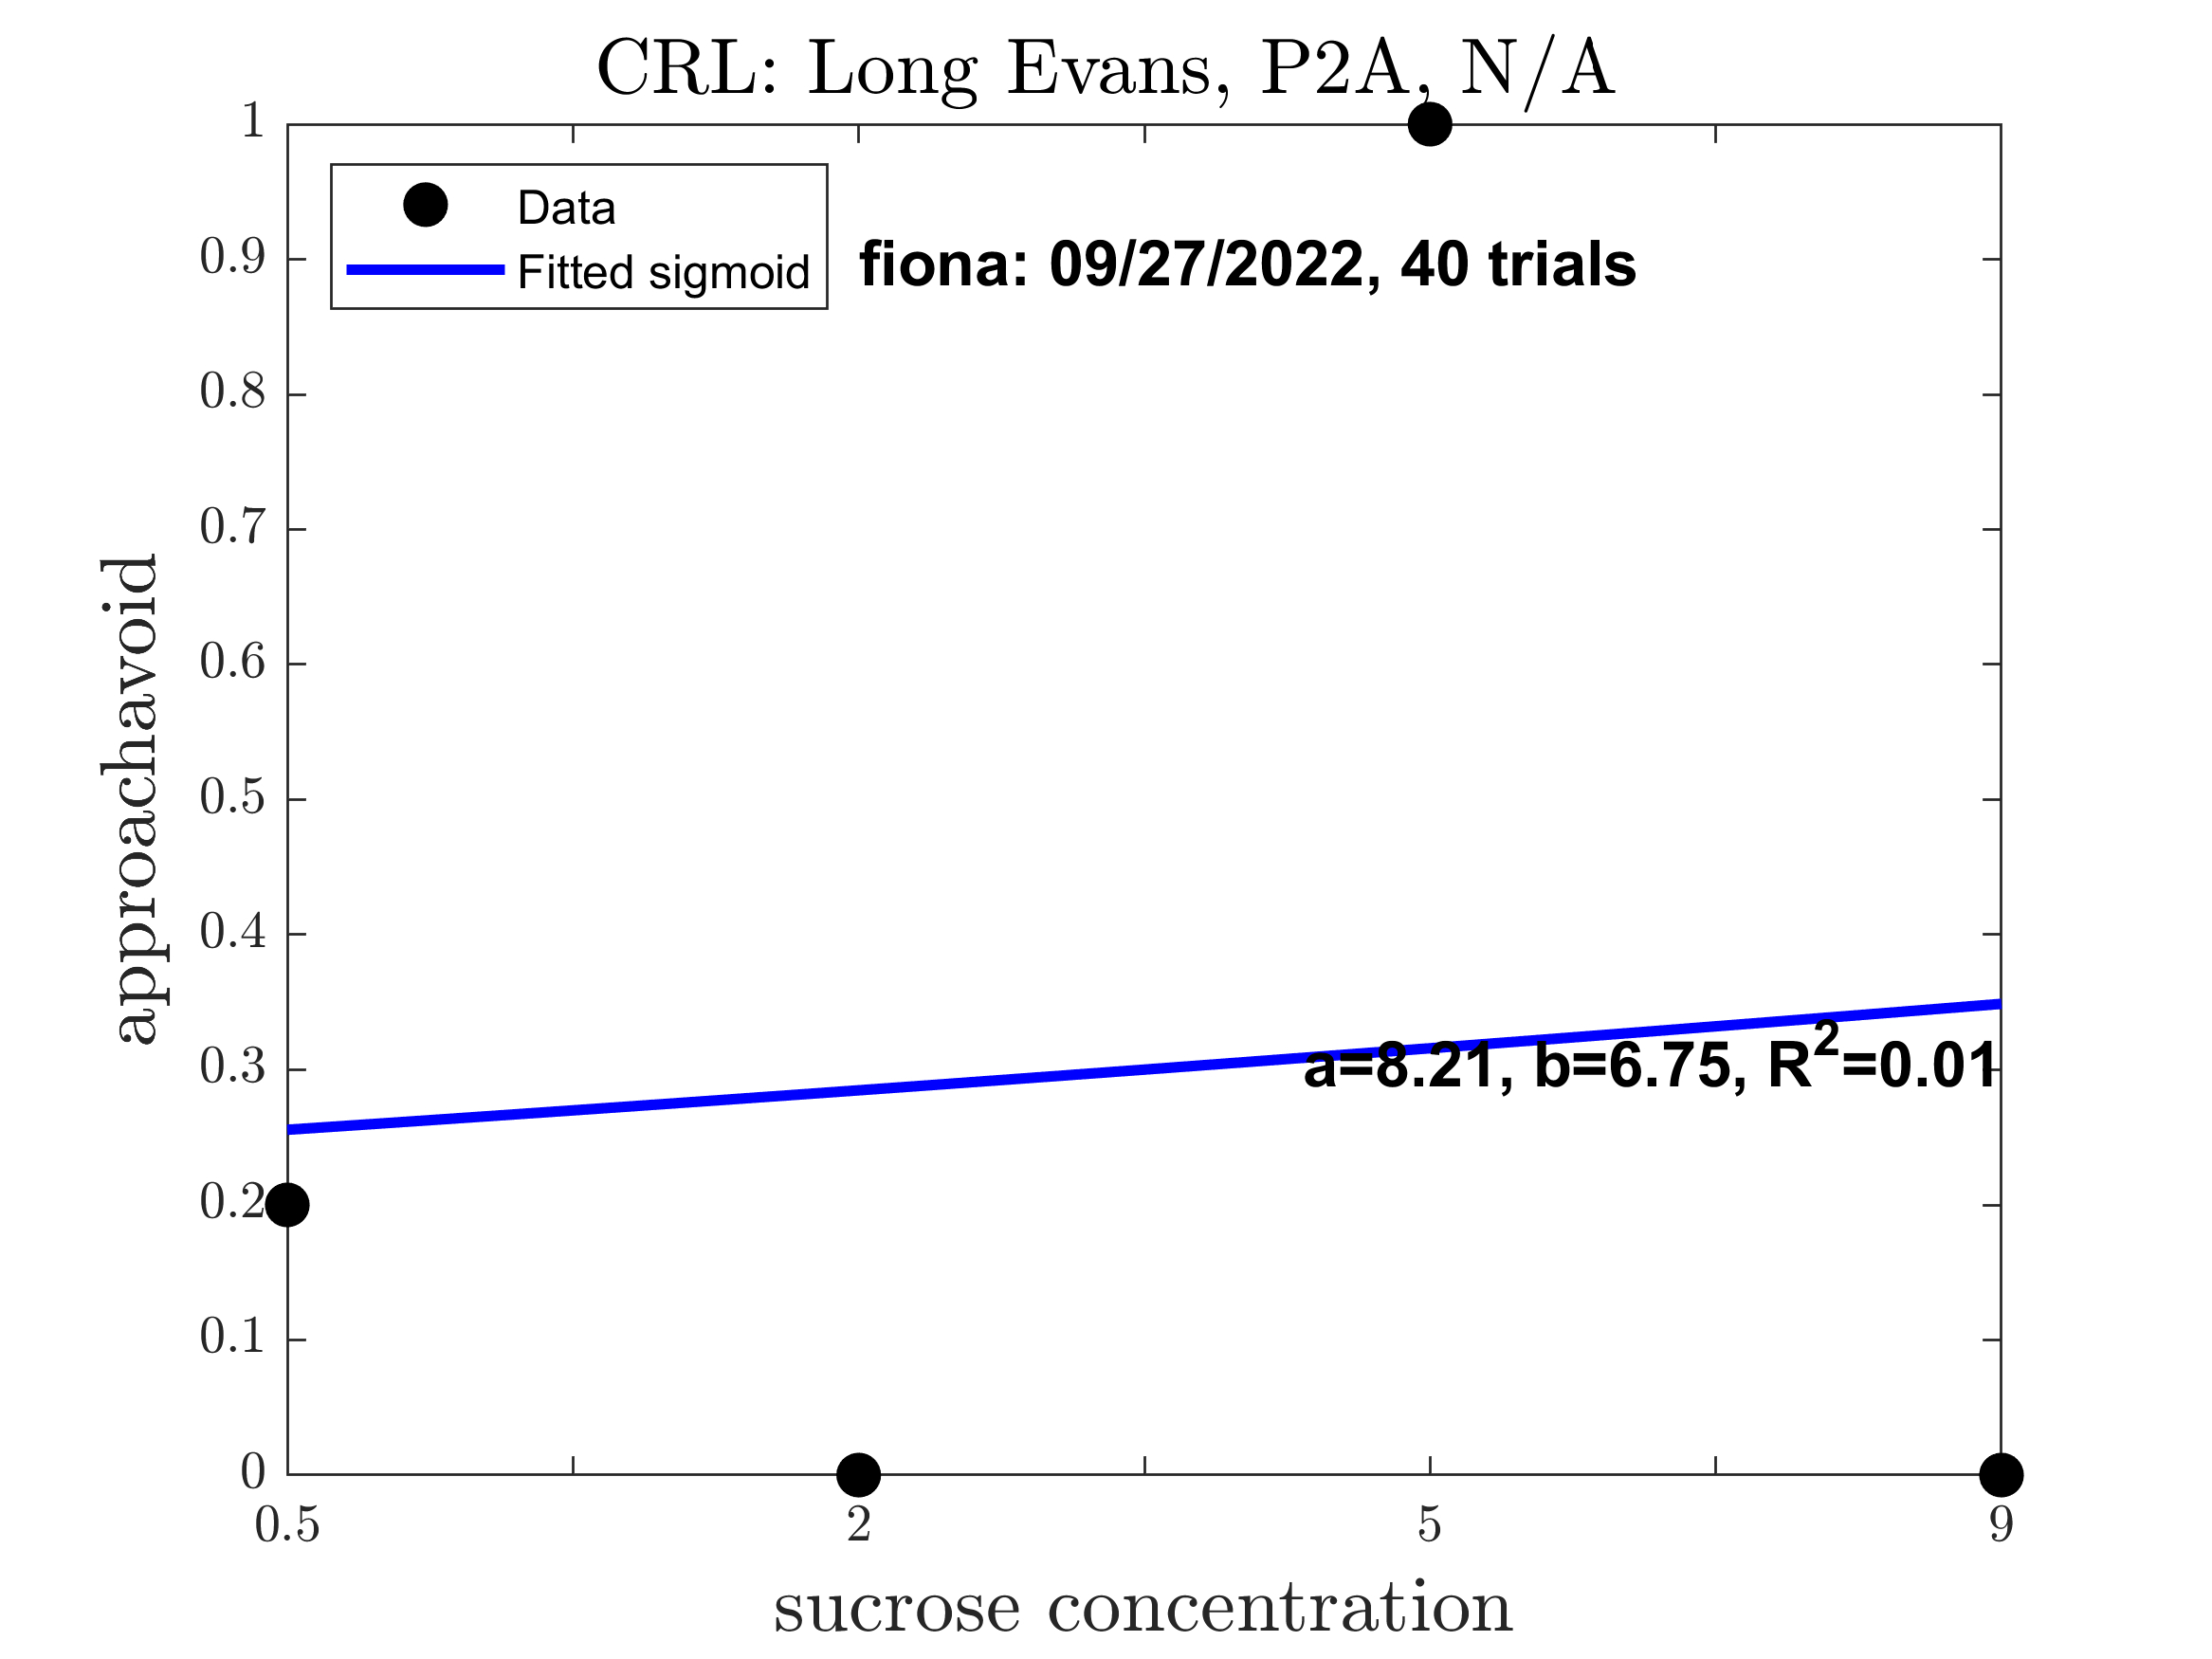 CRL: Long Evans, P2A, N/A
1
Data
Fitted sigmoid
fiona: 09/27/2022, 40 trials
0.9
0.8
0.7
0.6
0.5
0.4
0.3
0.2
0.1
0
approachavoid
a=8.21, b=6.75, R²=0.01
0.5 2 5 9
sucrose concentration